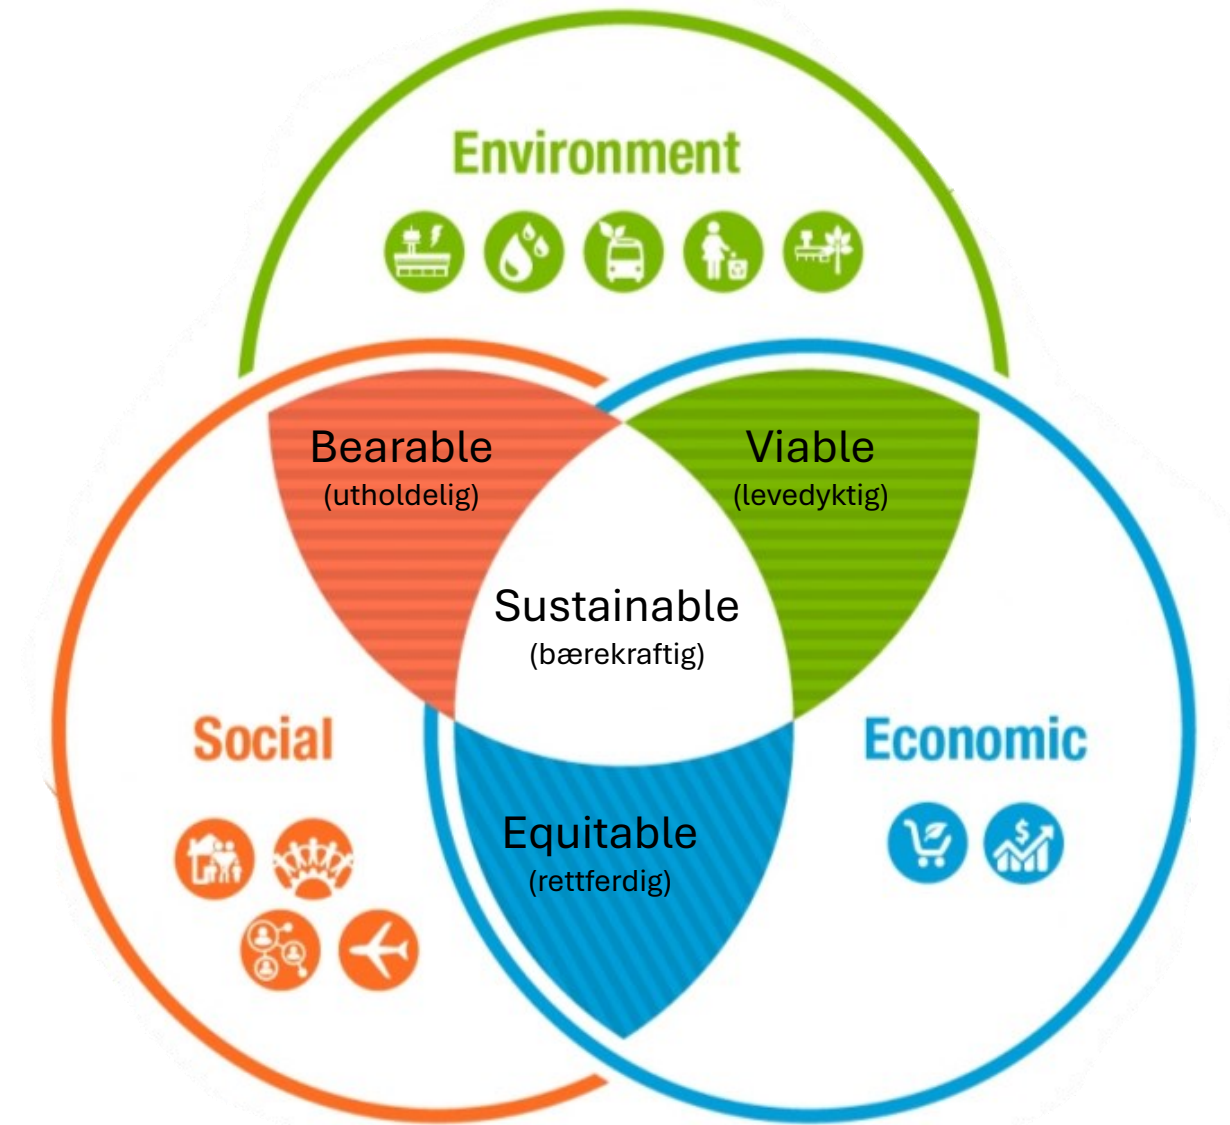 Environment
Bearable
(utholdelig)
Viable
(levedyktig)
Sustainable
(bærekraftig)
Social
Economic
Equitable
(rettferdig)
$